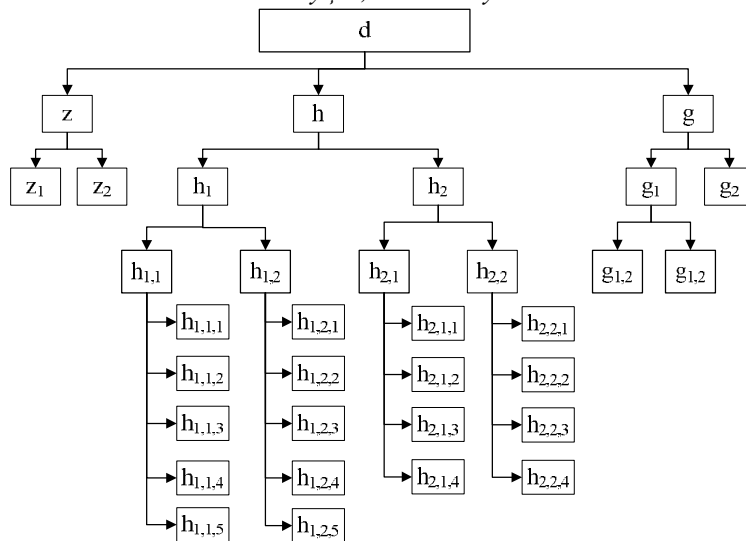 d
z h g
z₁ z₂ h₁ h₂ g₁ g₂
h₁,₁ h₁,₂ h₂,₁ h₂,₂ g₁,₂ g₁,₂
h₁,₁,₁ h₁,₂,₁ h₂,₁,₁ h₂,₂,₁
h₁,₁,₂ h₁,₂,₂ h₂,₁,₂ h₂,₂,₂
h₁,₁,₃ h₁,₂,₃ h₂,₁,₃ h₂,₂,₃
h₁,₁,₄ h₁,₂,₄ h₂,₁,₄ h₂,₂,₄
h₁,₁,₅ h₁,₂,₅